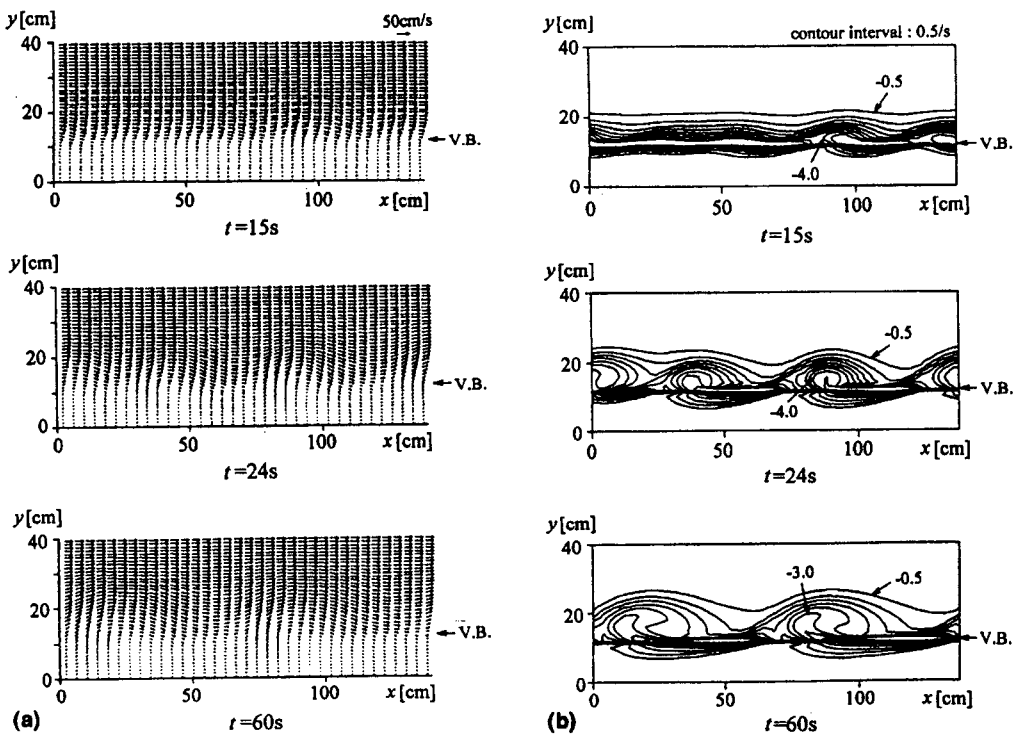 y[cm]
50cm/s
40
20
0
V.B.
0
50
100
x[cm]
t=15s
y[cm]
40
20
0
V.B.
0
50
100
x[cm]
t=24s
y[cm]
40
20
0
V.B.
0
50
100
x[cm]
(a)
t=60s
y[cm]
contour interval : 0.5/s
40
-0.5
20
V.B.
-4.0
0
0
50
100
x[cm]
t=15s
y[cm]
40
-0.5
20
V.B.
-4.0
0
0
50
100
x[cm]
t=24s
y[cm]
40
-3.0
-0.5
20
V.B.
0
0
50
100
x[cm]
(b)
t=60s